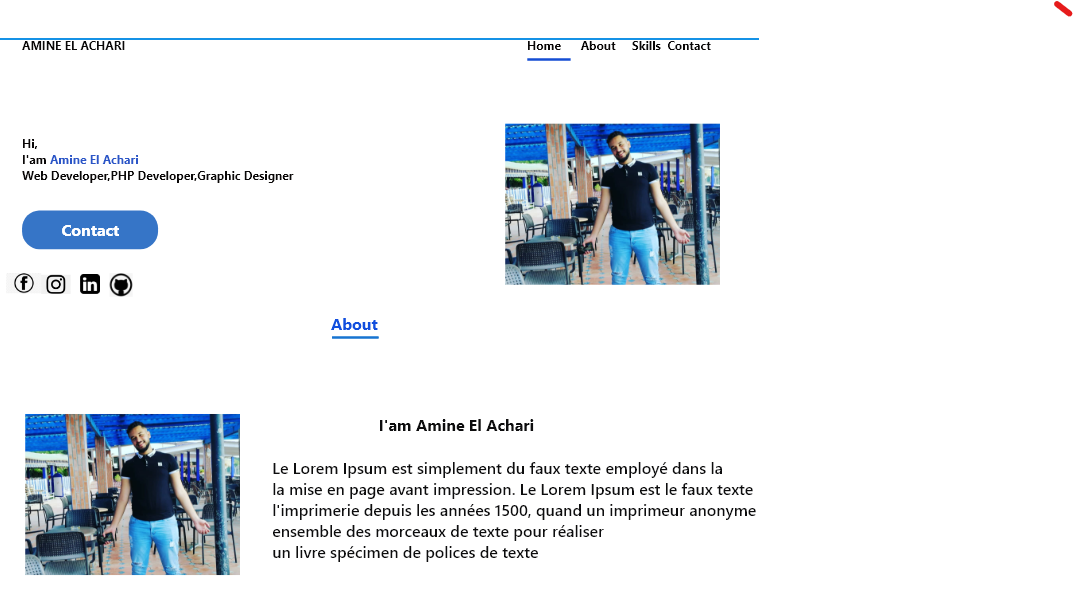 AMINE EL ACHARI
Home About Skills Contact
Hi,
I'am Amine El Achari
Web Developer,PHP Developer,Graphic Designer
Contact
About
I'am Amine El Achari
Le Lorem Ipsum est simplement du faux texte employé dans la
la mise en page avant impression. Le Lorem Ipsum est le faux texte
l'imprimerie depuis les années 1500, quand un imprimeur anonyme
ensemble des morceaux de texte pour réaliser
un livre spécimen de polices de texte